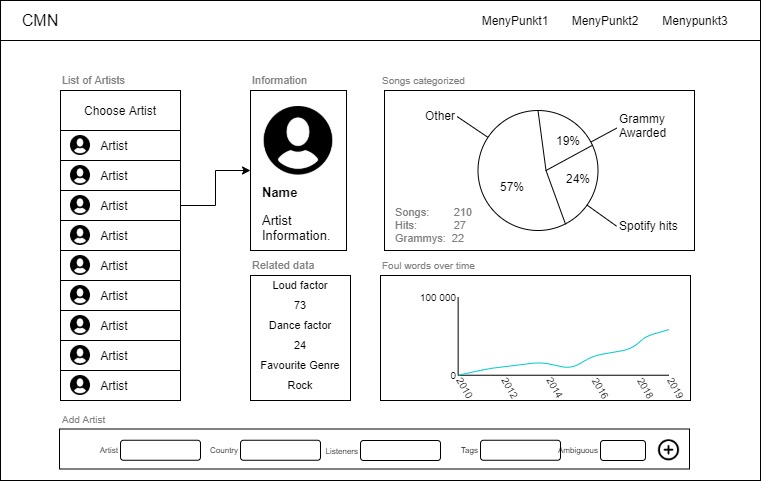 CMN
MenyPunkt1 MenyPunkt2 Menypunkt3
List of Artists
Choose Artist
Artist
Artist
Artist
Artist
Artist
Artist
Artist
Artist
Artist
Information
Name
Artist
Information.
Songs categorized
Other
Grammy
Awarded
19%
24%
57%
Spotify hits
Songs: 210
Hits: 27
Grammys: 22
Related data
Loud factor
73
Dance factor
24
Favourite Genre
Rock
Foul words over time
100 000
0
2010 2012 2014 2016 2018 2019
Add Artist
Artist Country Listeners Tags Ambiguous